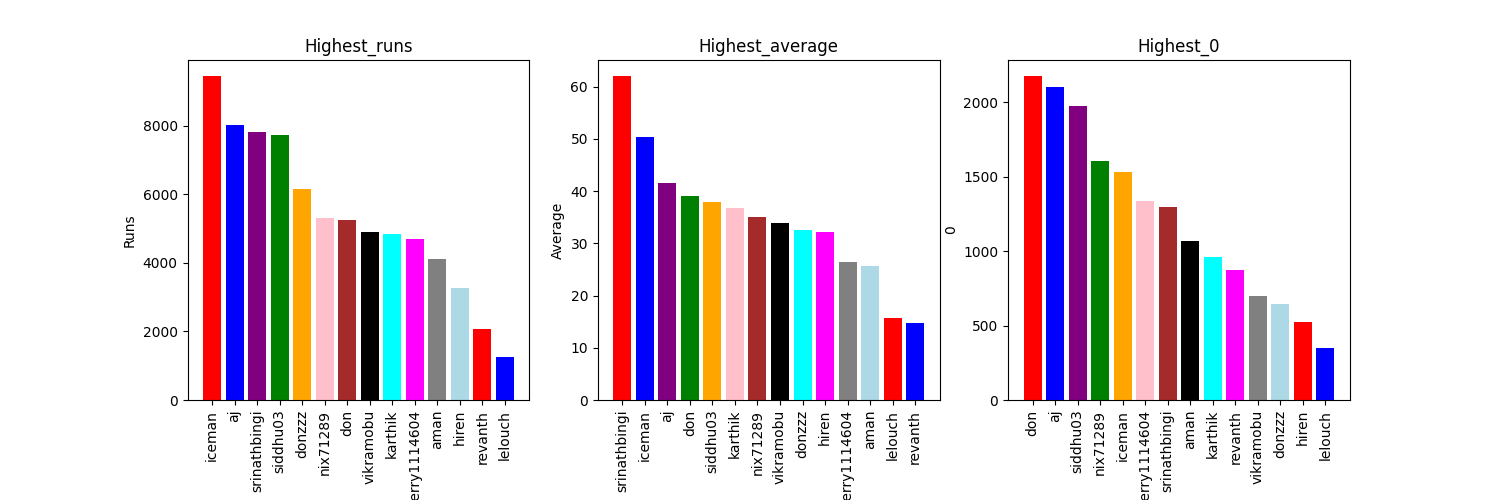 Highest_runs
Runs
8000
6000
4000
2000
0
iceman
aj
srinathbingi
siddhu03
donzzz
nix71289
don
vikramobu
karthik
erry1114604
aman
hiren
revanth
lelouch
Highest_average
Average
60
50
40
30
20
10
0
srinathbingi
iceman
aj
don
siddhu03
karthik
nix71289
vikramobu
donzzz
hiren
erry1114604
aman
lelouch
revanth
Highest_0
0
2000
1500
1000
500
0
don
aj
siddhu03
nix71289
iceman
erry1114604
srinathbingi
aman
karthik
revanth
vikramobu
donzzz
hiren
lelouch